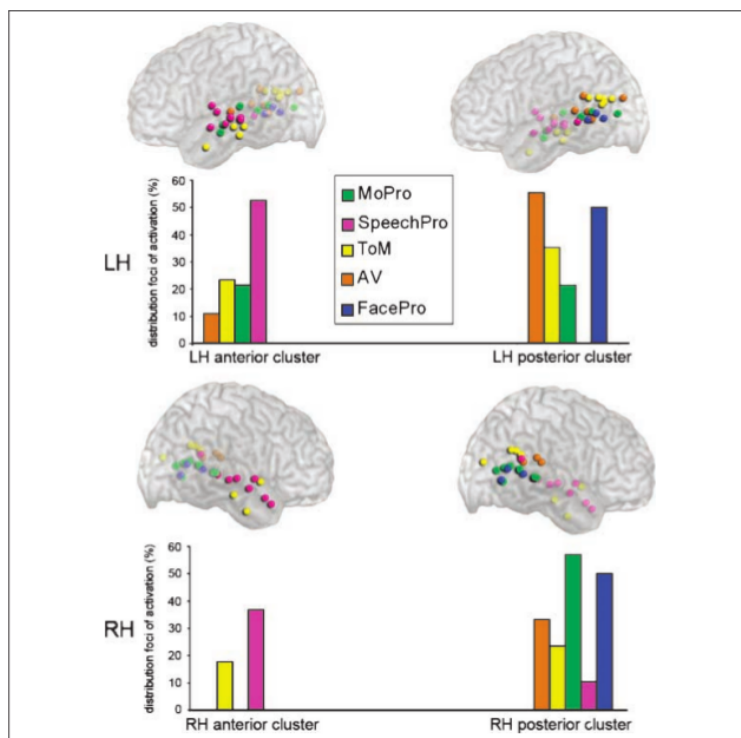 distribution foci of activation (%)
60
50
40
30
20
10
0
LH
LH anterior cluster
MoPro
SpeechPro
ToM
AV
FacePro
LH posterior cluster
distribution foci of activation (%)
60
50
40
30
20
10
0
RH
RH anterior cluster
RH posterior cluster